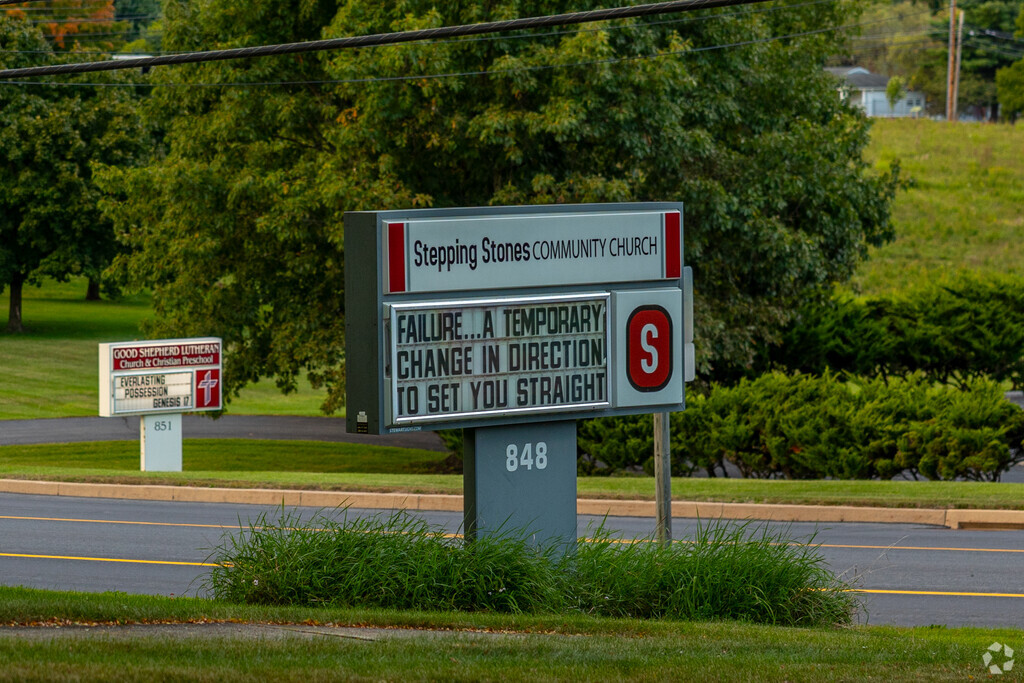 Stepping Stones COMMUNITY CHURCH
FAILURE...A TEMPORARY
CHANGE IN DIRECTION
TO SET YOU STRAIGHT
S
848
GOOD SHEPHERD LUTHERAN
Church & Christian Preschool
EVERLASTING
POSSESSION
GENESIS 17
851